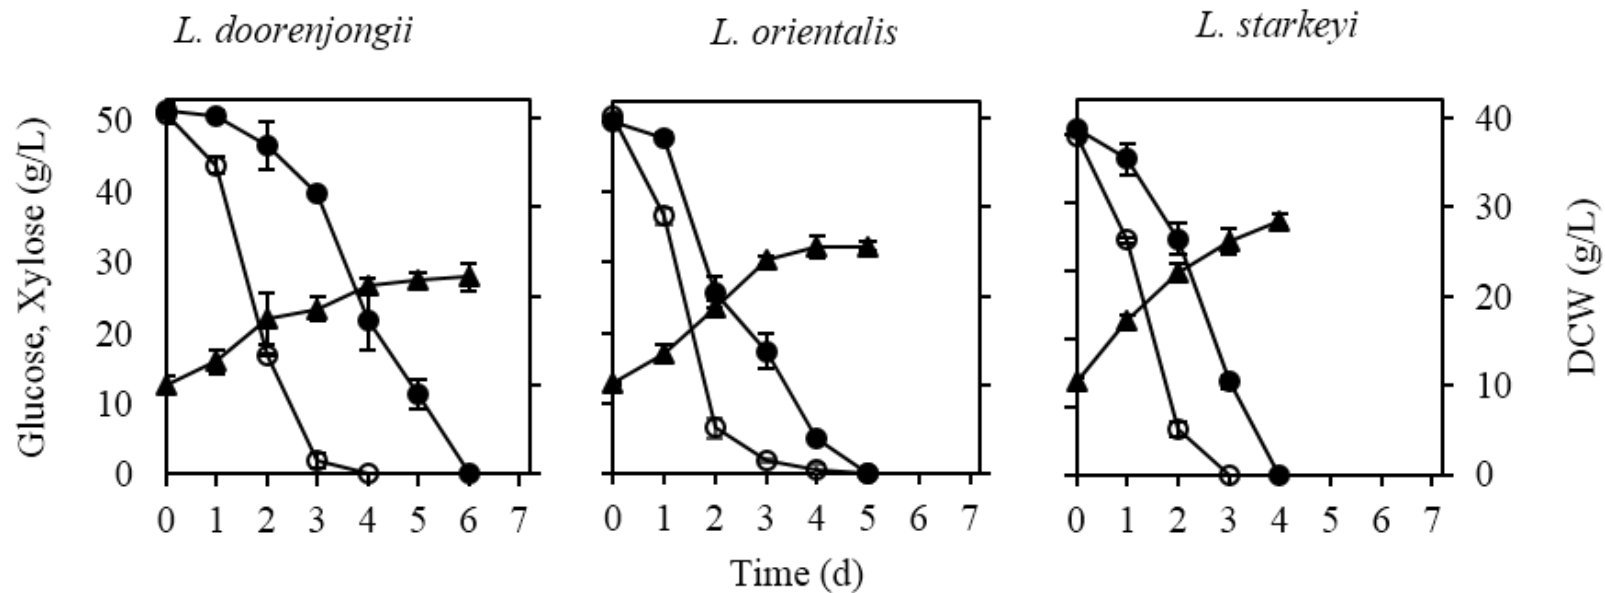 L. doorenjongii
L. orientalis
L. starkeyi
Glucose, Xylose (g/L)
50
40
30
20
10
0
0 1 2 3 4 5 6 7
0 1 2 3 4 5 6 7
0 1 2 3 4 5 6 7
40
30
20
10
0
DCW (g/L)
Time (d)